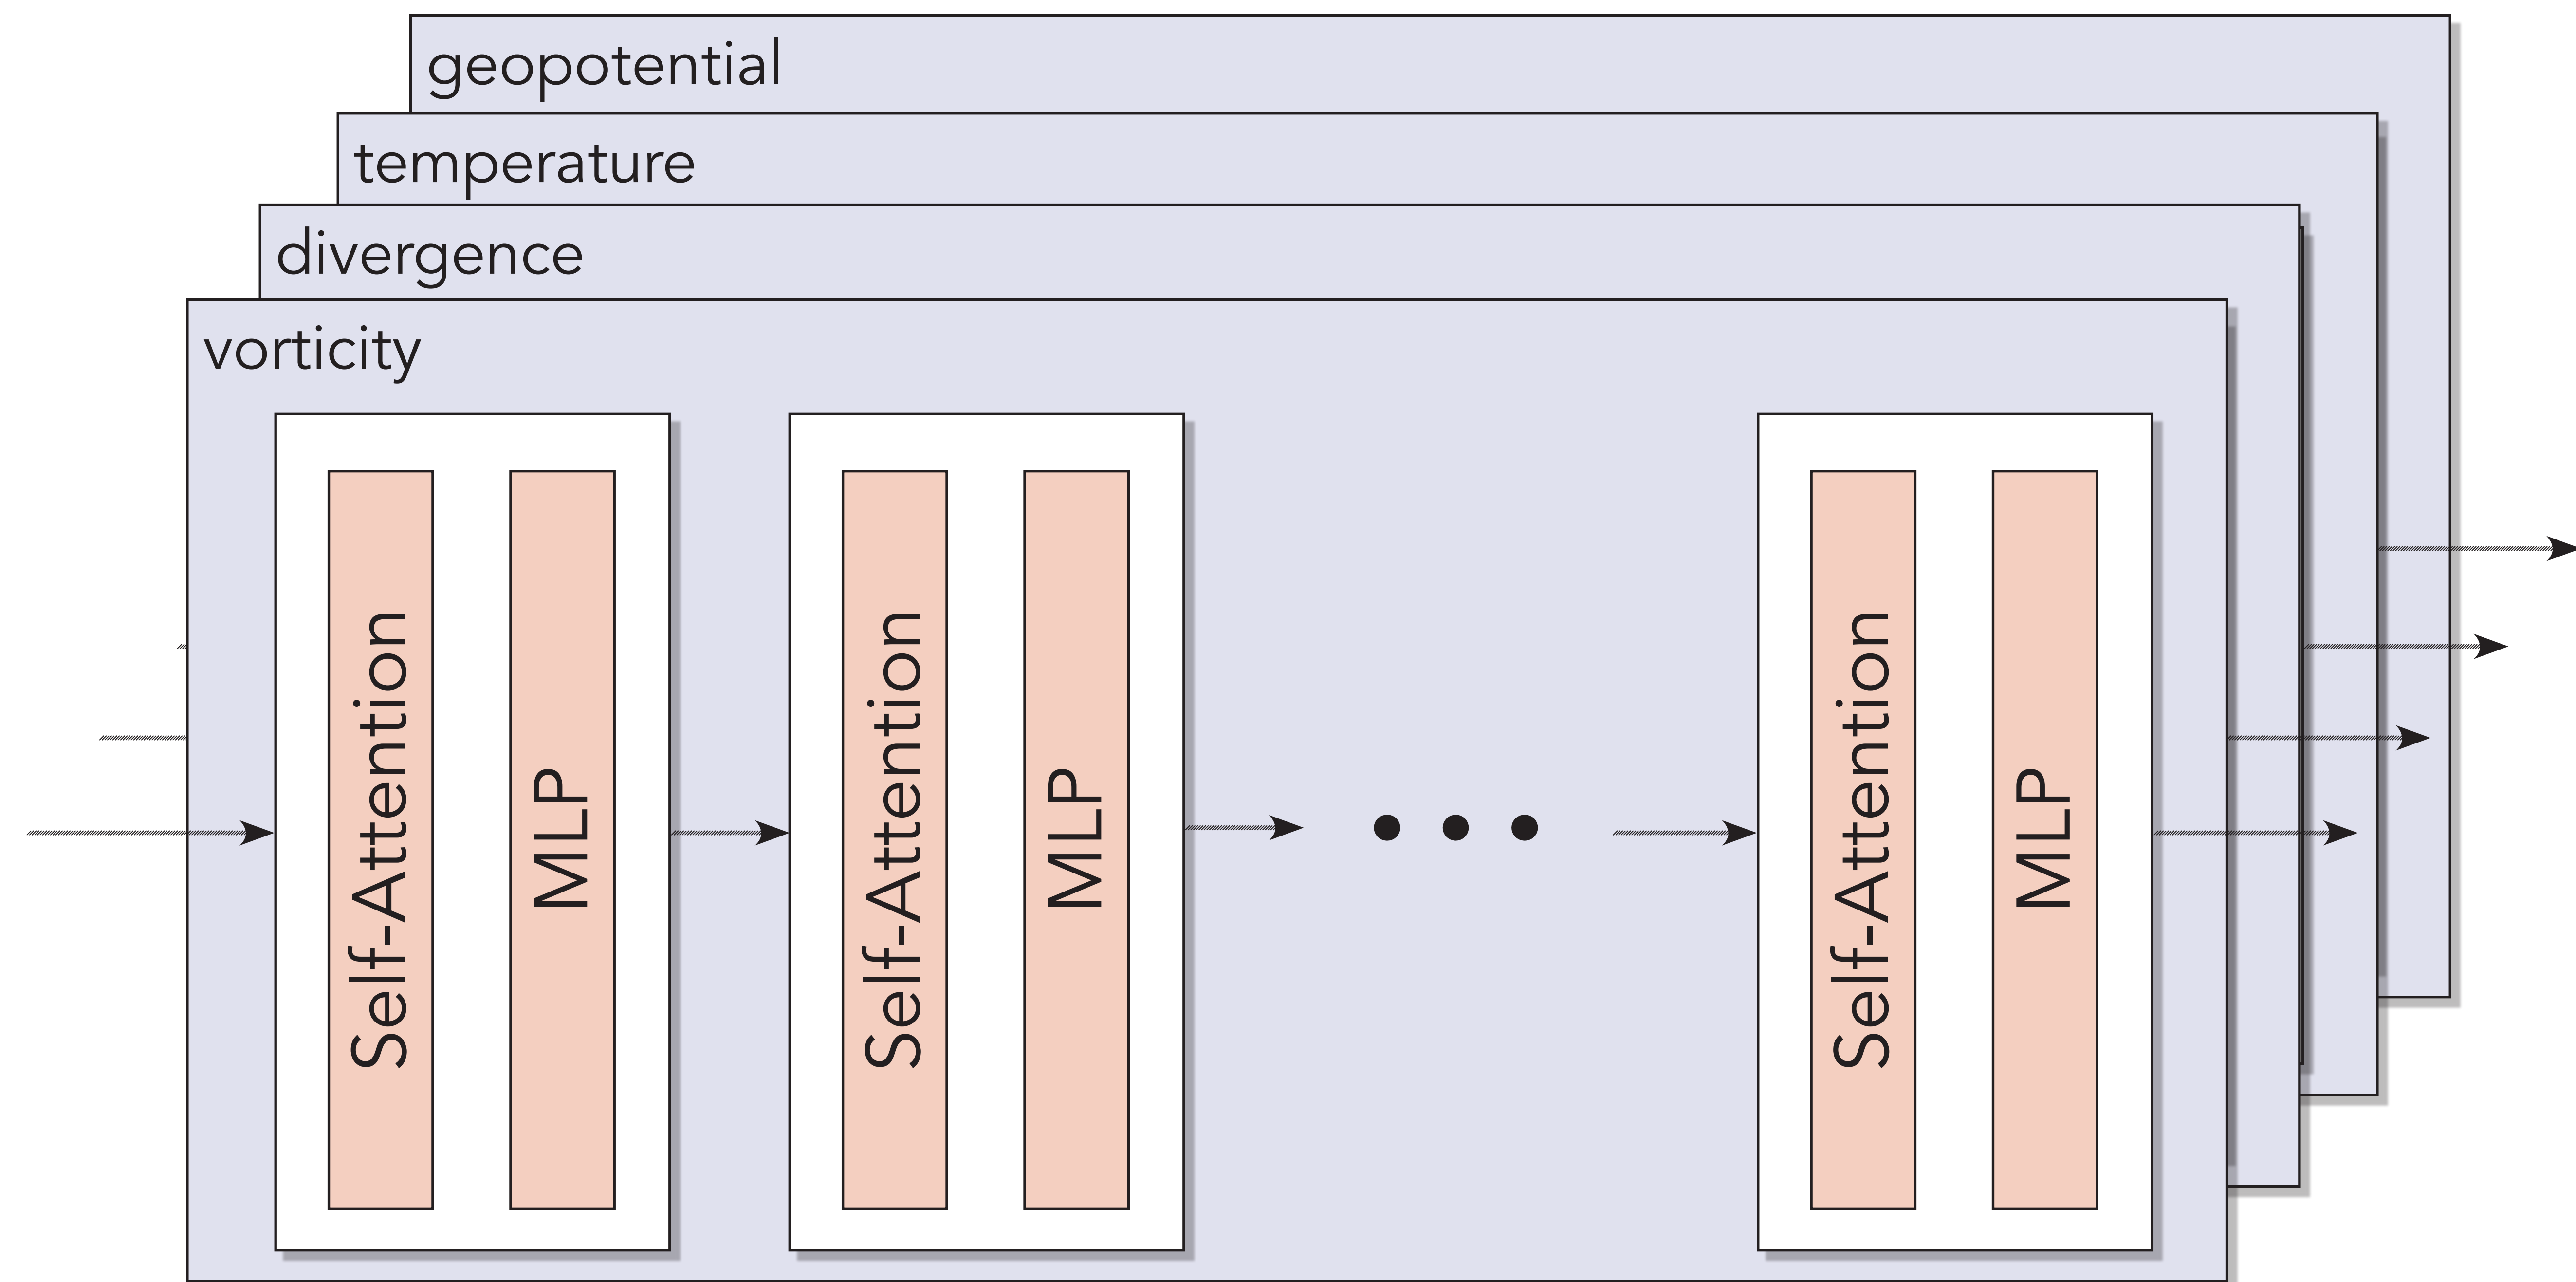 geopotential
temperature
divergence
vorticity
Self-Attention
MLP
Self-Attention
MLP
Self-Attention
MLP